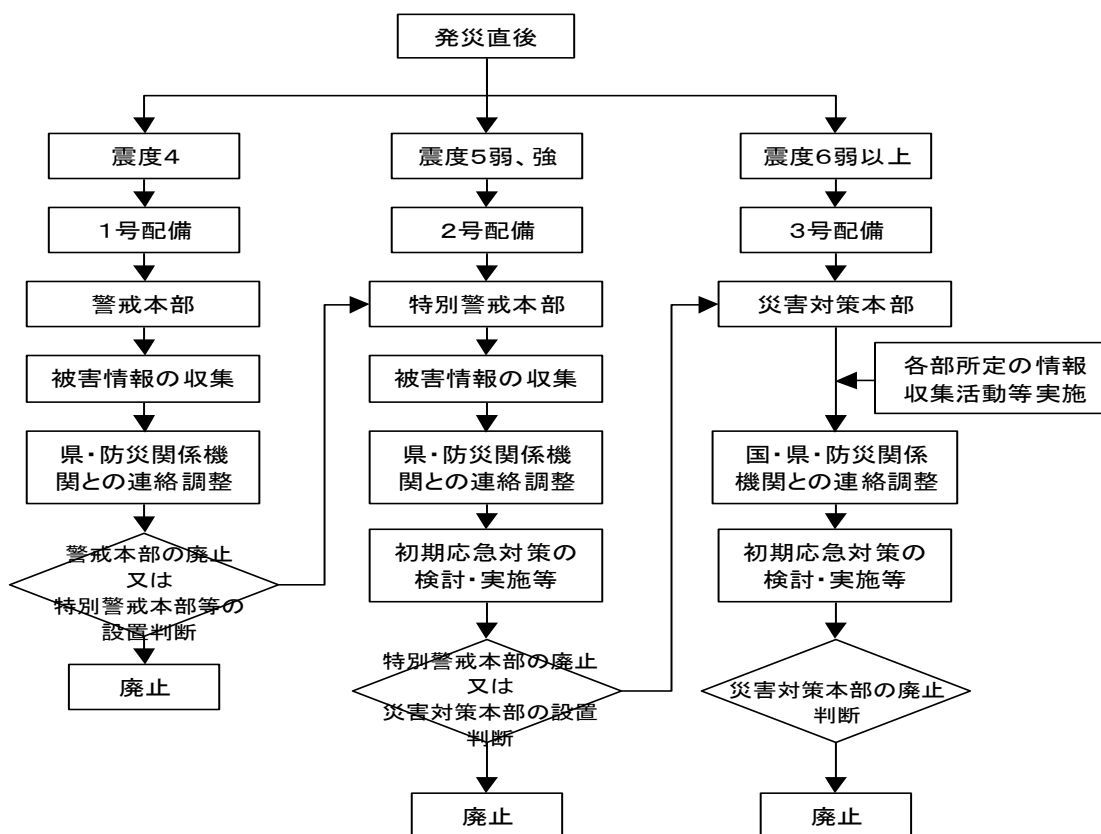 発災直後
震度4
1号配備
警戒本部
被害情報の収集
県・防災関係機
関との連絡調整
警戒本部の廃止
又は
特別警戒本部等の
設置判断
廃止
震度5弱、強
2号配備
特別警戒本部
被害情報の収集
県・防災関係機
関との連絡調整
初期応急対策の
検討・実施等
特別警戒本部の廃止
又は
災害対策本部の設置
判断
廃止
震度6弱以上
3号配備
災害対策本部
各部所定の情報
収集活動等実施
国・県・防災関係
機関との連絡調整
初期応急対策の
検討・実施等
災害対策本部の廃止
判断
廃止